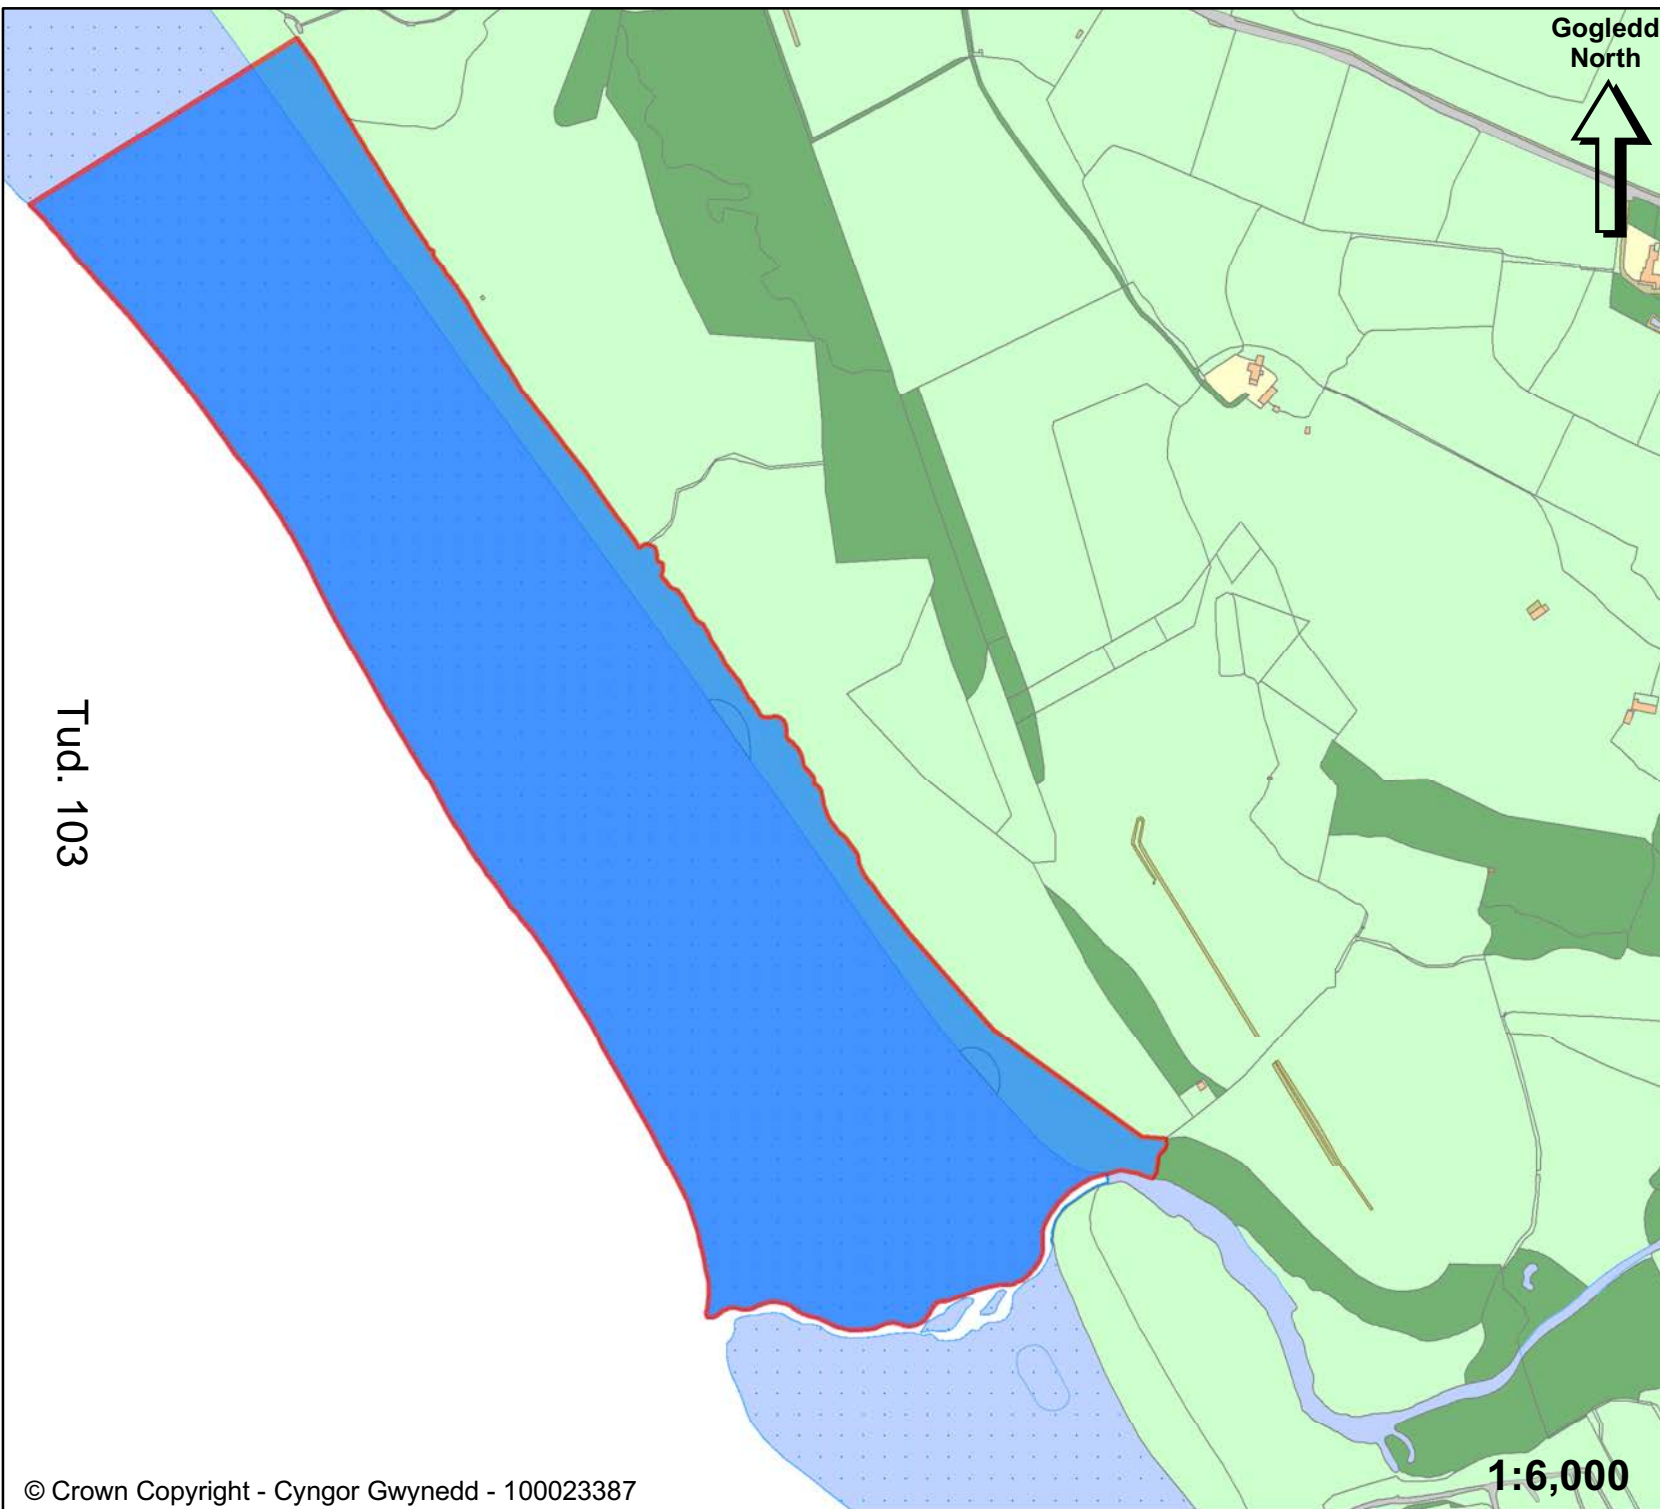 Gogledd
North
Tud. 103
© Crown Copyright - Cyngor Gwynedd - 100023387
1:6,000